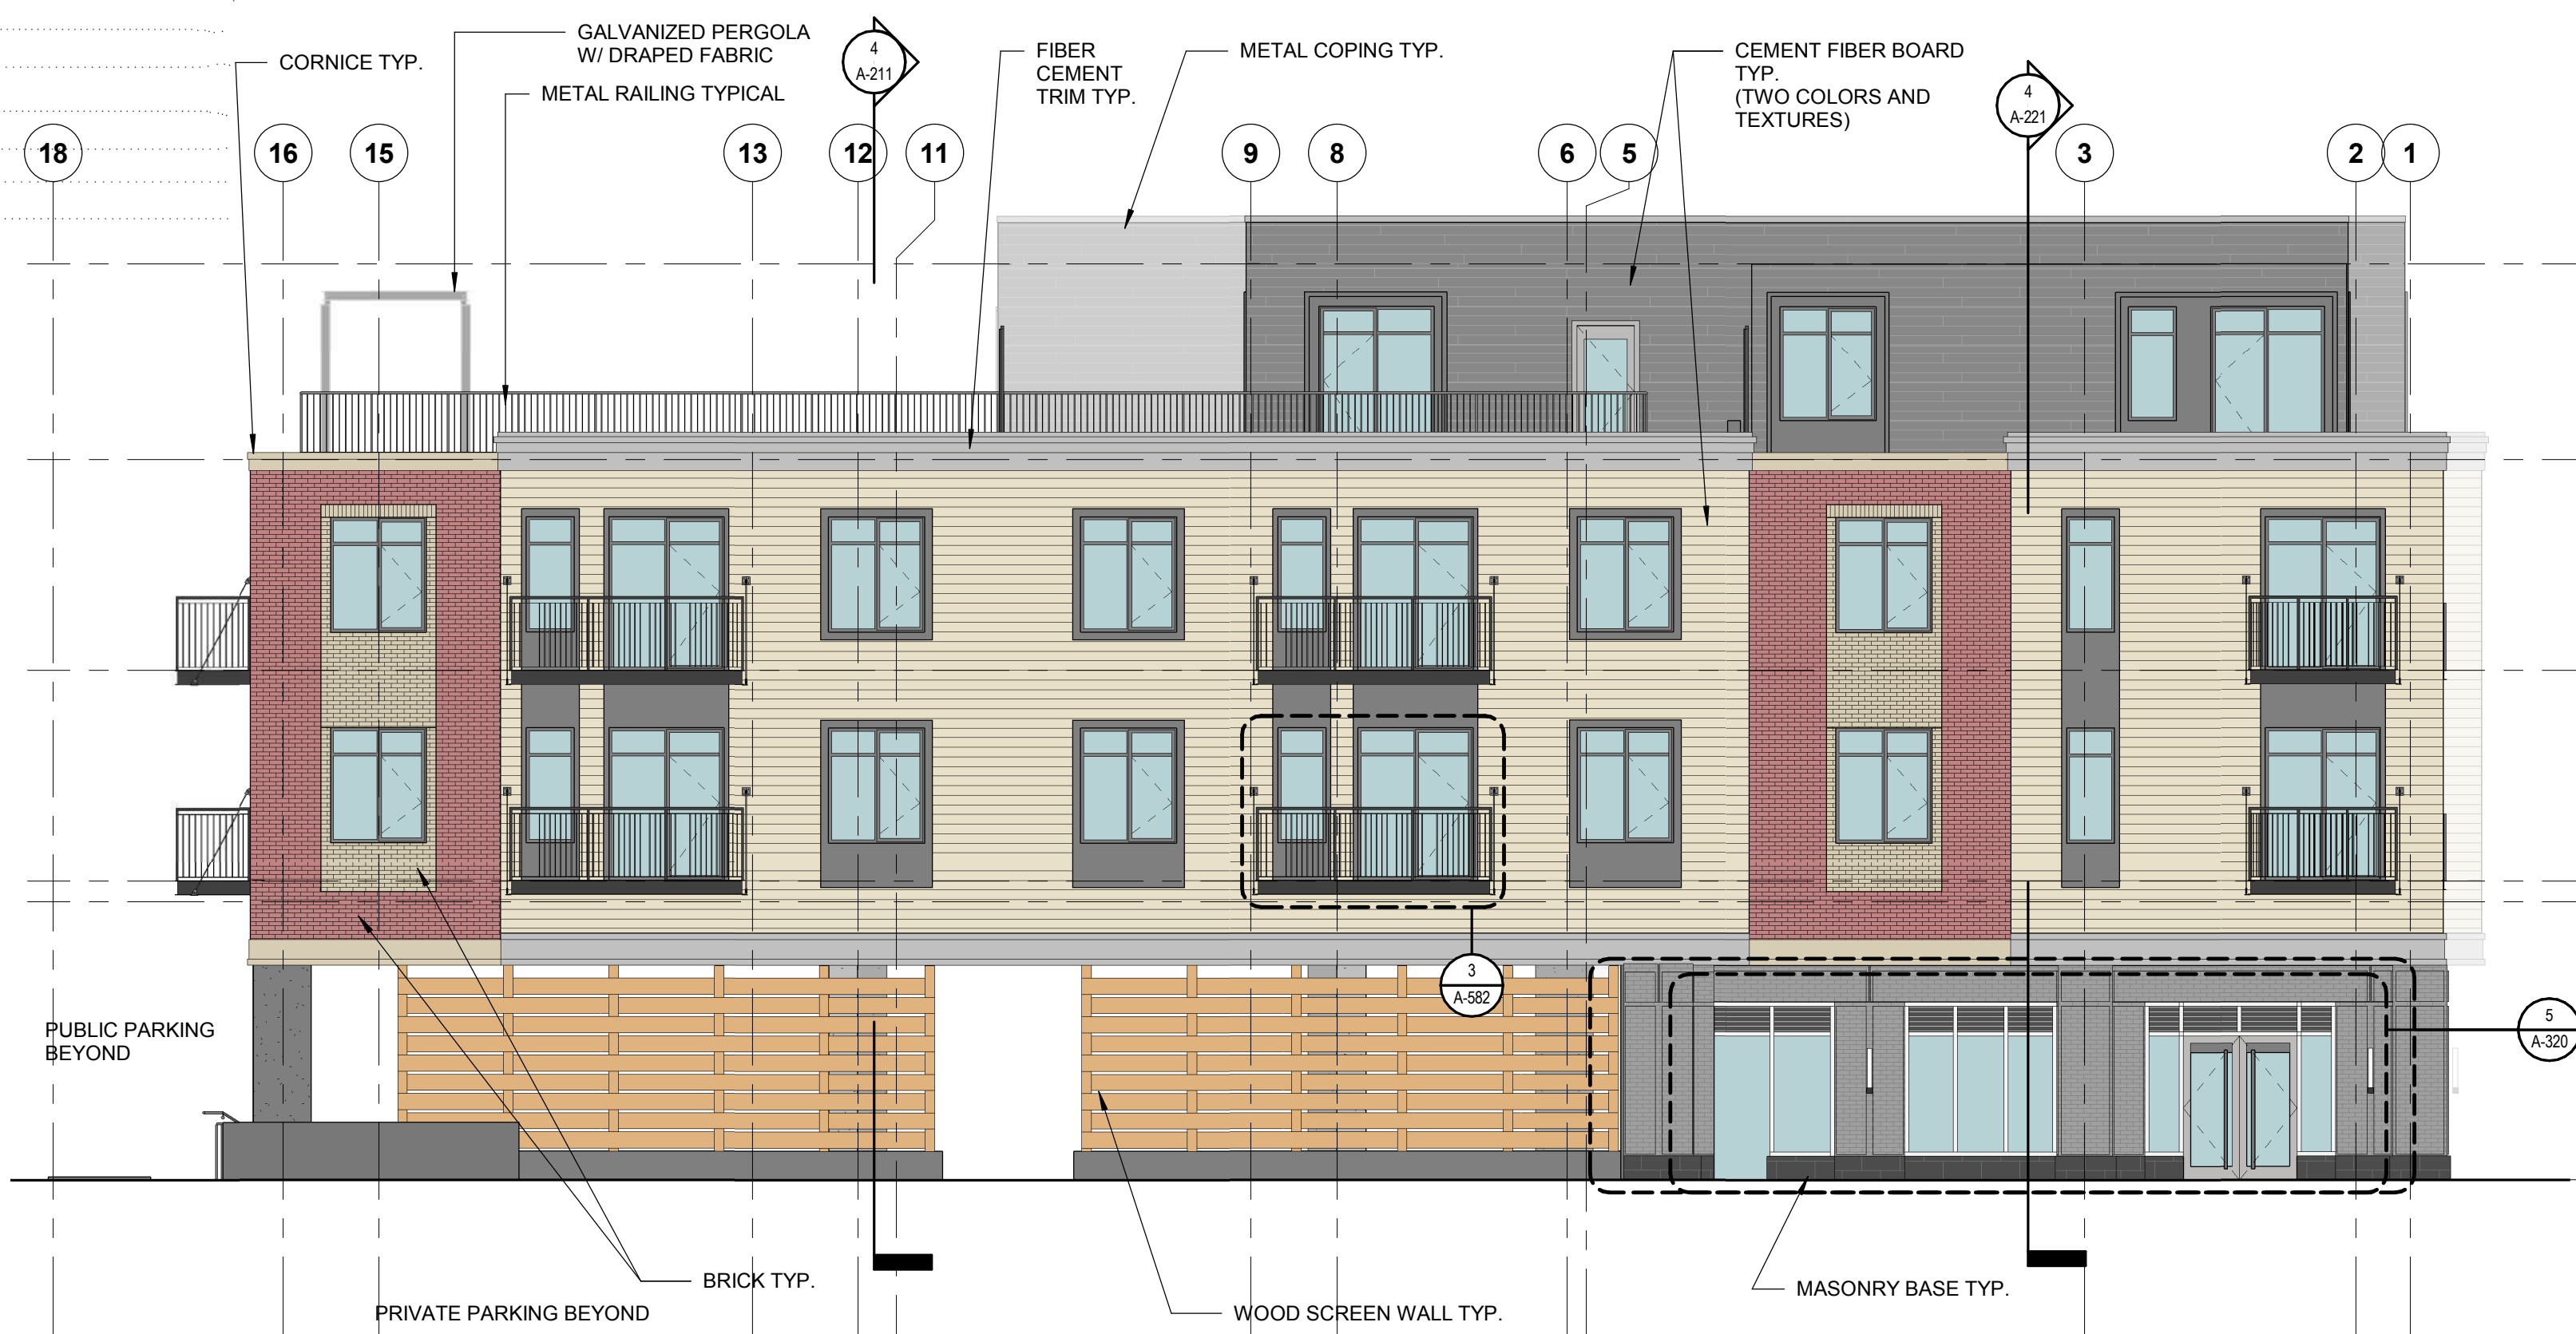 GALVANIZED PERGOLA
W/ DRAPED FABRIC
CORNICE TYP.
METAL RAILING TYPICAL
4
A-211
FIBER
CEMENT
TRIM TYP.
METAL COPING TYP.
CEMENT FIBER BOARD
TYP.
(TWO COLORS AND
TEXTURES)
4
A-221
18
16
15
13
12
11
9
8
6
5
3
2
1
3
A-582
5
A-320
PUBLIC PARKING
BEYOND
BRICK TYP.
PRIVATE PARKING BEYOND
WOOD SCREEN WALL TYP.
MASONRY BASE TYP.